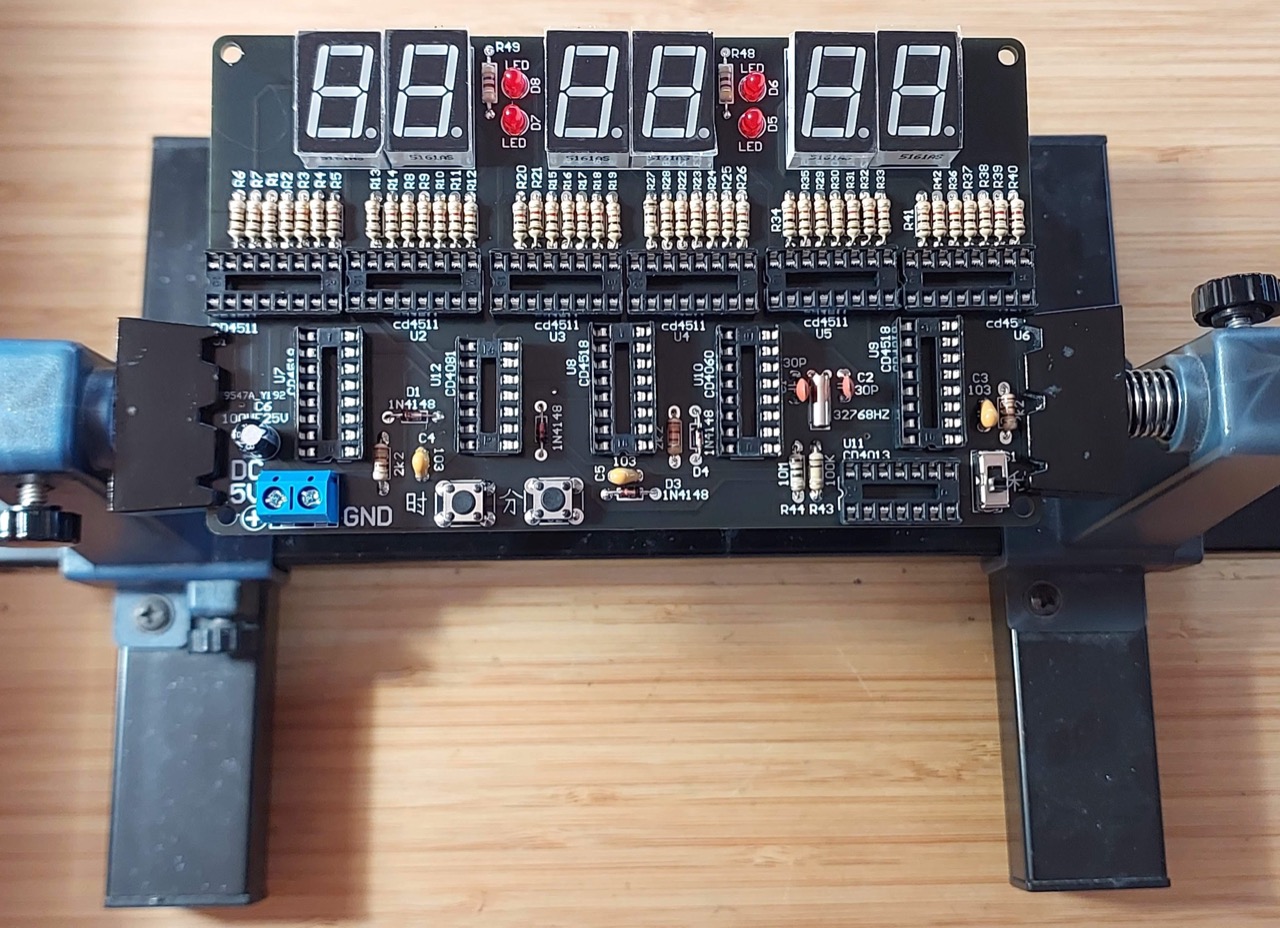 R49
LED
D8
D7
LED
R48
LED
D6
D5
LED
5161AS
5161AS
5161AS
5161AS
5161AS
5161AS
R6 R7 R1 R2 R3 R4 R5
R13 R14 R8 R9 R10 R11 R12
R20 R21 R15 R16 R17 R18 R19
R27 R28 R22 R23 R24 R25 R26
R34 R35 R29 R30 R31 R32 R33
R41 R42 R36 R37 R38 R39 R40
CD4511
cd4511
U2
cd4511
U3
cd4511
U4
cd4511
U5
U6
U7
U12
CD4081
U8
CD4518
U10
CD4060
U9
CD4518
9547A_Y192
C6
100UF25V
D1
1N4148
2k2
C4
103
1N4148
C5
103
D3
1N4148
D4
1N4148
30P
C2
30P
32768HZ
C3
103
U11
CD4013
10M
100K
R44 R43
DC
5V
+
GND
时
分